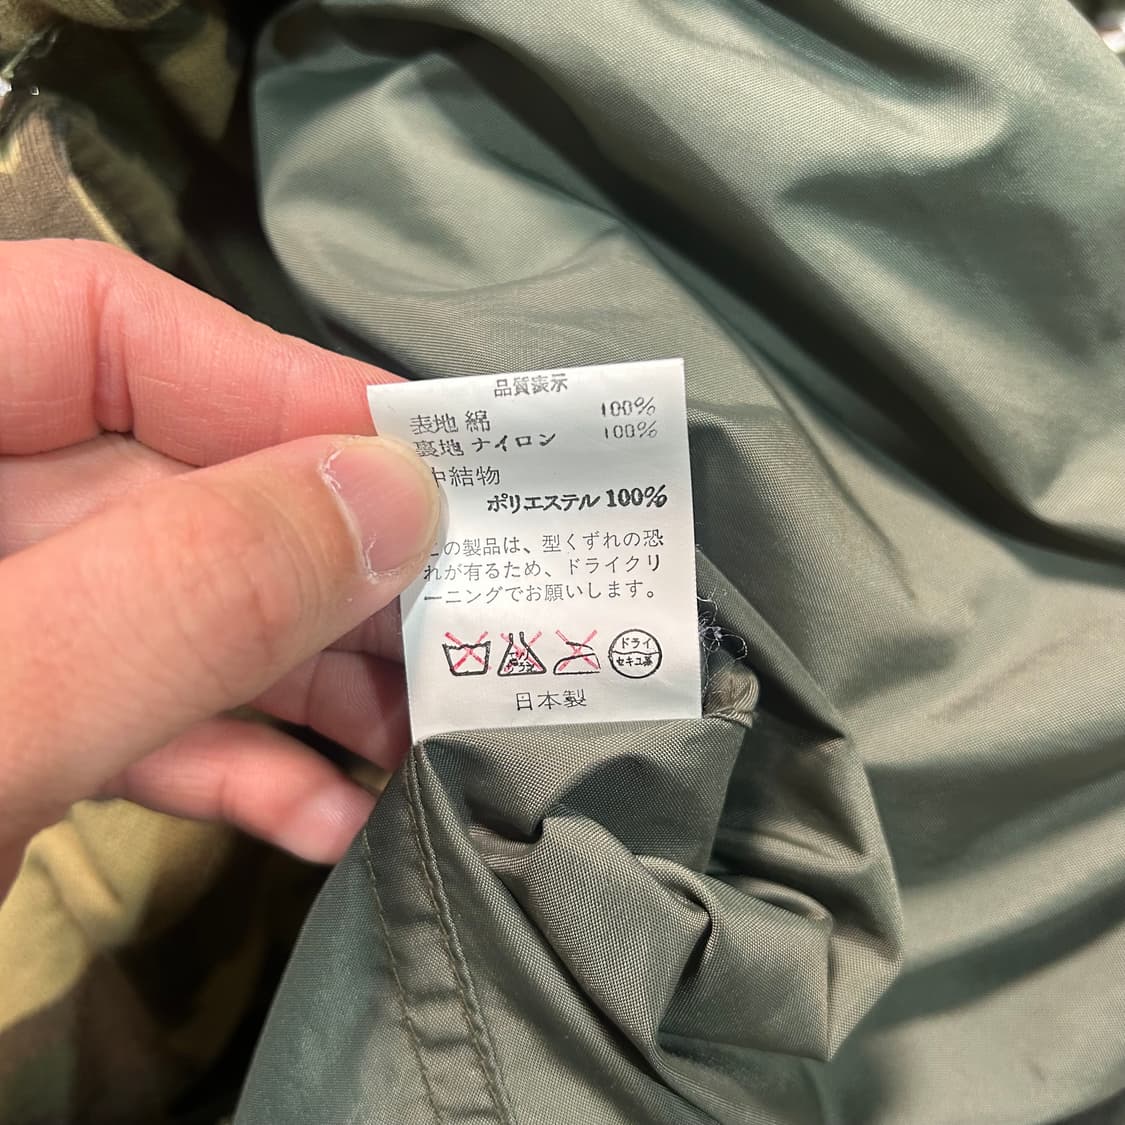 品質表示
表地 綿 100%
裏地 ナイロン 100%
中結物
ポリエステル 100%
この製品は、型くずれの恐
れが有るため、ドライクリ
ーニングでお願いします。
ドライ
セキユ系
日本製